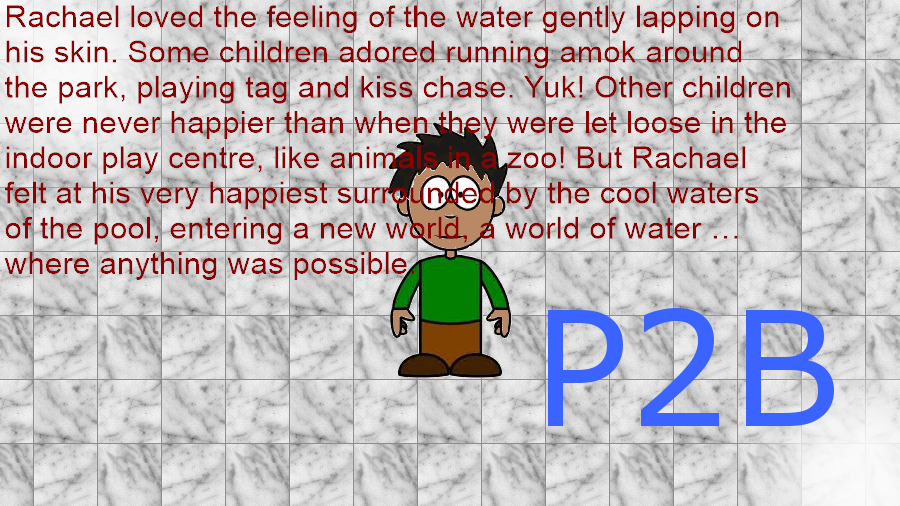 Rachael loved the feeling of the water gently lapping on
his skin. Some children adored running amok around
the park, playing tag and kiss chase. Yuk! Other children
were never happier than when they were let loose in the
indoor play centre, like animals in a zoo! But Rachael
felt at his very happiest surrounded by the cool waters
of the pool, entering a new world, a world of water …
where anything was possible.
P2B